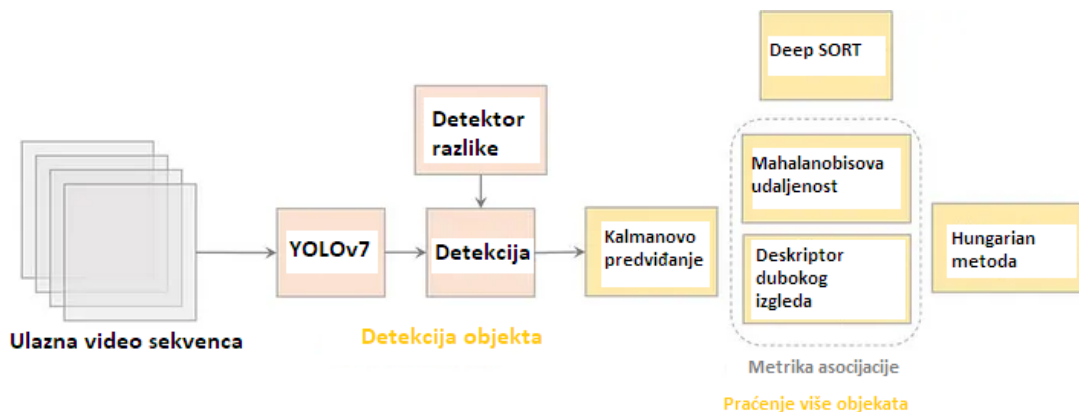 Deep SORT
Detektor
razlike
Mahalanobisova
udaljenost
YOLOv7
Detekcija
Kalmanovo
predviđanje
Deskriptor
dubokog
izgleda
Hungarian
metoda
Ulazna video sekvenca
Detekcija objekta
Metrika asocijacije
Praćenje više objekata